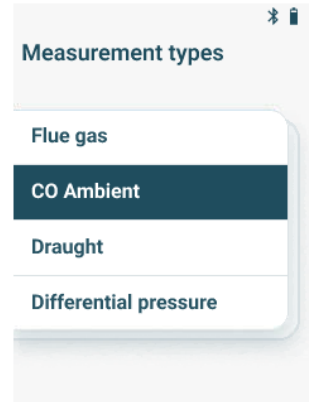 Measurement types
Flue gas
CO Ambient
Draught
Differential pressure